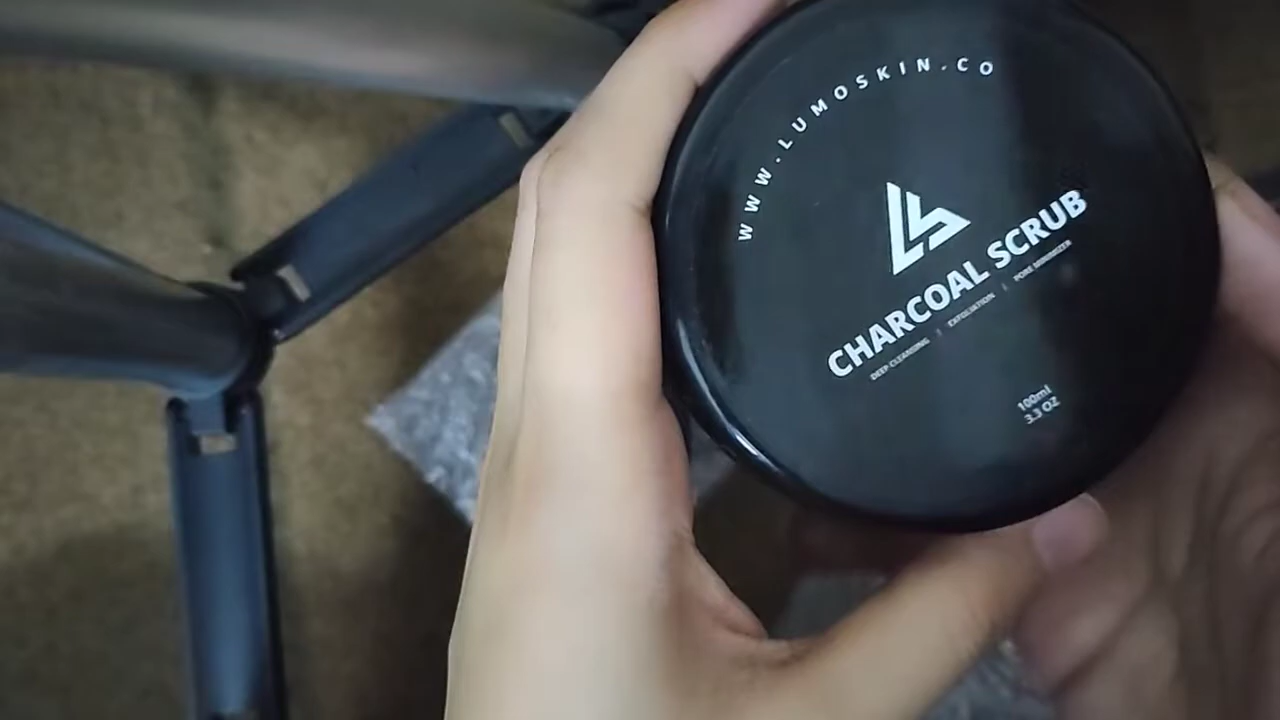 WWW.LUMOSKIN.CO
CHARCOAL SCRUB
DEEP CLEANSING | EXFOLIATION | PORE MINIMIZER
100ml
3.3 OZ